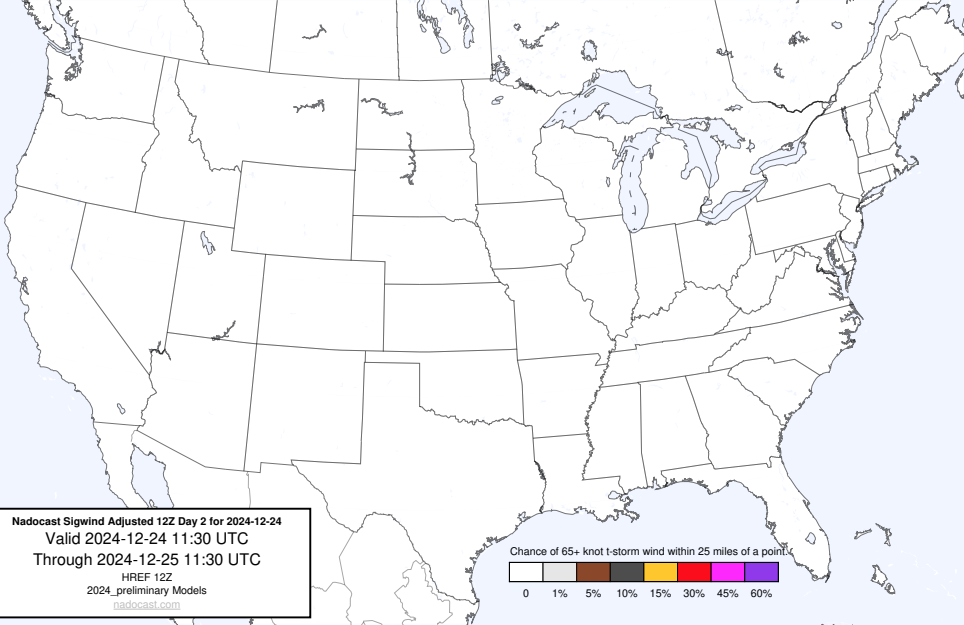 Nadocast Sigwind Adjusted 12Z Day 2 for 2024-12-24
Valid 2024-12-24 11:30 UTC
Through 2024-12-25 11:30 UTC
HREF 12Z
2024_preliminary Models
nadocast.com
Chance of 65+ knot t-storm wind within 25 miles of a point.
0 1% 5% 10% 15% 30% 45% 60%